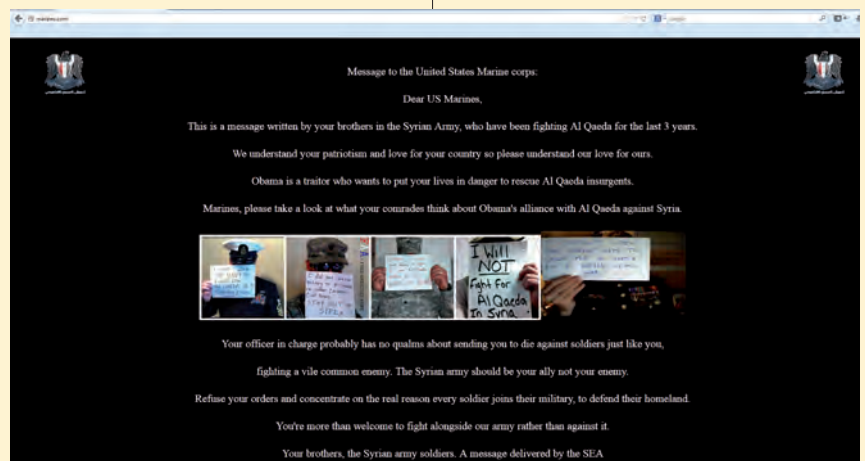 Message to the United States Marine corps:
Dear US Marines,
This is a message written by your brothers in the Syrian Army, who have been fighting Al Qaeda for the last 3 years.
We understand your patriotism and love for your country so please understand our love for ours.
Obama is a traitor who wants to put your lives in danger to rescue Al Qaeda insurgents.
Marines, please take a look at what your comrades think about Obama's alliance with Al Qaeda against Syria.
I Will
NOT
Fight For
Al Qaeda
In Syria
Your officer in charge probably has no qualms about sending you to die against soldiers just like you,
fighting a vile common enemy. The Syrian army should be your ally not your enemy.
Refuse your orders and concentrate on the real reason every soldier joins their military, to defend their homeland.
You're more than welcome to fight alongside our army rather than against it.
Your brothers, the Syrian army soldiers. A message delivered by the SEA